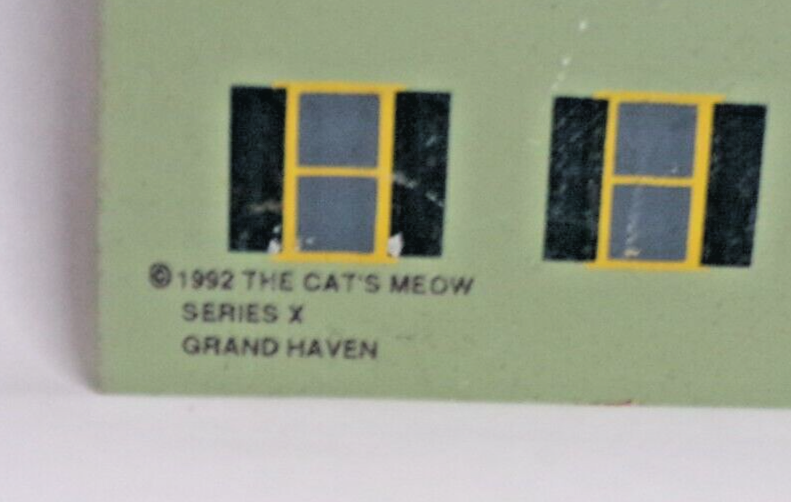 © 1992 THE CAT'S MEOW
SERIES X
GRAND HAVEN